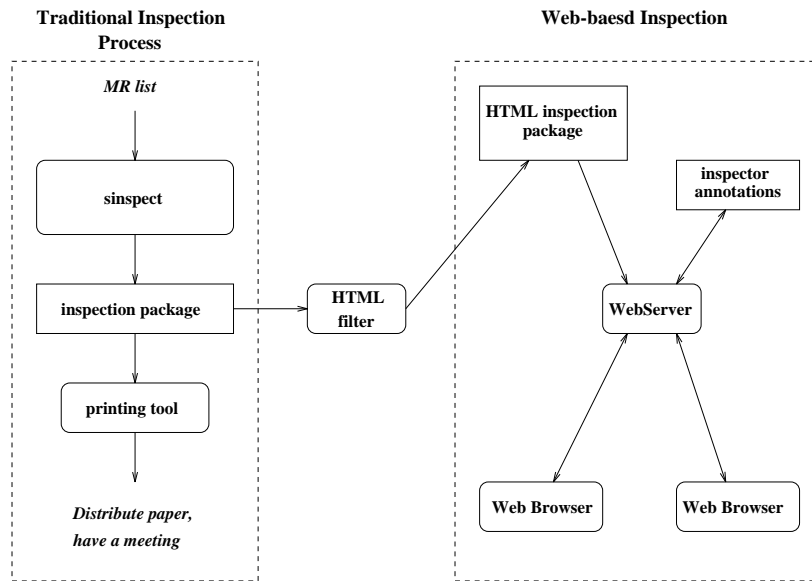 Traditional Inspection
Process
MR list
sinspect
inspection package
printing tool
Distribute paper,
have a meeting
HTML
filter
Web-baesd Inspection
HTML inspection
package
inspector
annotations
WebServer
Web Browser
Web Browser